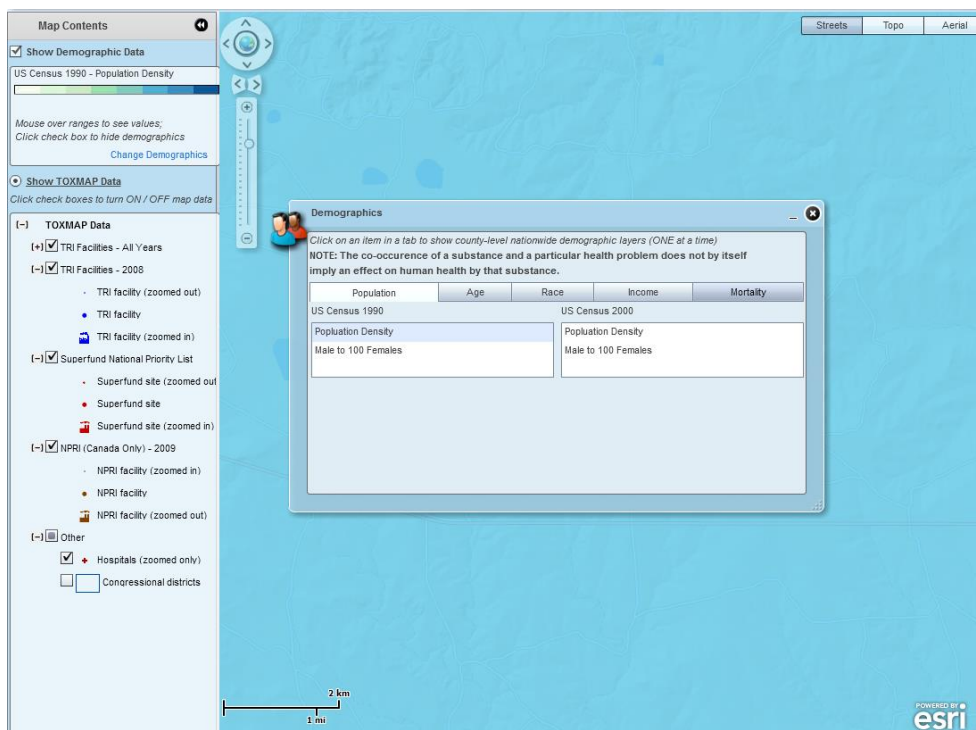 Map Contents
Show Demographic Data
US Census 1990 - Population Density
Mouse over ranges to see values;
Click check box to hide demographics
Change Demographics
Show TOXMAP Data
Click check boxes to turn ON / OFF map data
[-] TOXMAP Data
[+] TRI Facilities - All Years
[-] TRI Facilities - 2008
TRI facility (zoomed out)
TRI facility
TRI facility (zoomed in)
[-] Superfund National Priority List
Superfund site (zoomed out
Superfund site
Superfund site (zoomed in)
[-] NPRI (Canada Only) - 2009
NPRI facility (zoomed in)
NPRI facility
NPRI facility (zoomed out)
[-] Other
Hospitals (zoomed only)
Congressional districts
Streets Topo Aerial
Demographics
Click on an item in a tab to show county-level nationwide demographic layers (ONE at a time)
NOTE: The co-occurence of a substance and a particular health problem does not by itself
imply an effect on human health by that substance.
Population Age Race Income Mortality
US Census 1990 US Census 2000
Popluation Density Popluation Density
Male to 100 Females Male to 100 Females
2 km
1 mi
POWERED BY
esri